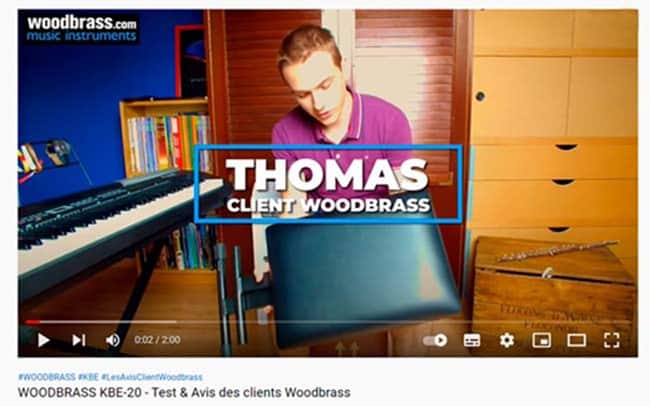 woodbrass.com
music instruments
THOMAS
CLIENT WOODBRASS
0:02 / 2:00
#WOODBRASS #KBE #LesAvisClientWoodbrass
WOODBRASS KBE-20 - Test & Avis des clients Woodbrass